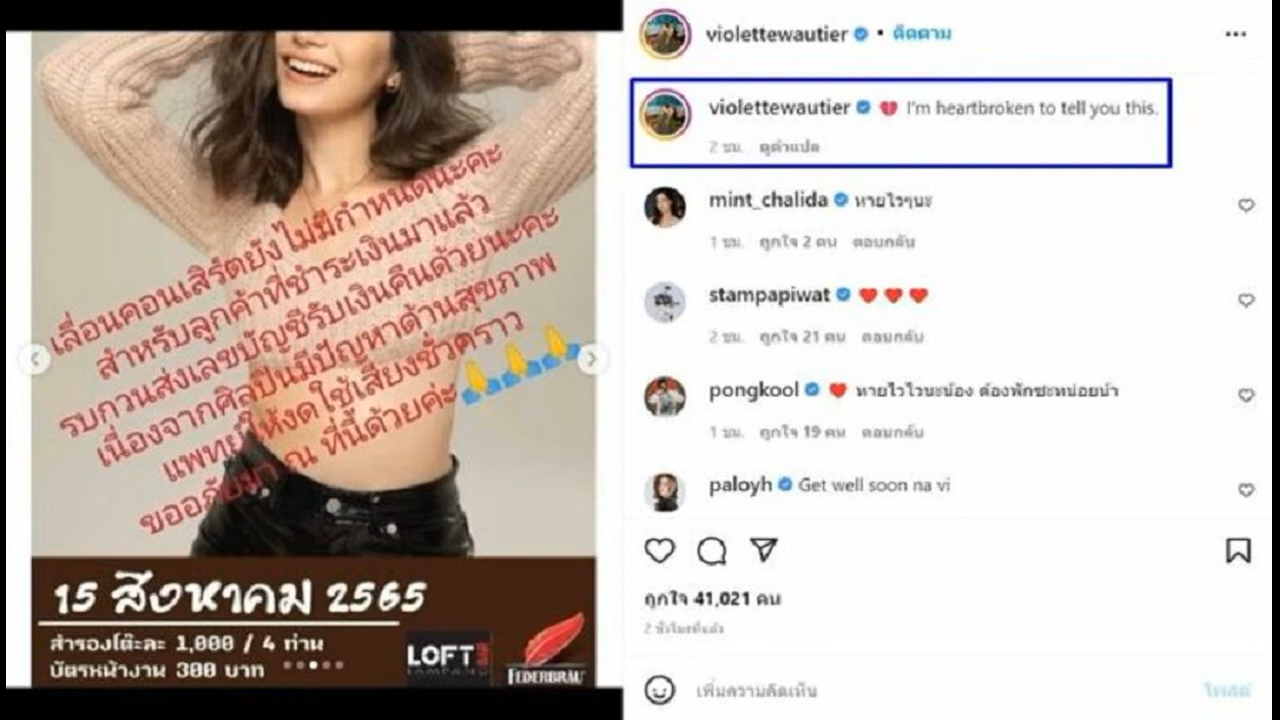 เลื่อนคอนเสิร์ตยังไม่มีกำหนดนะคะ
สำหรับลูกค้าที่ชำระเงินมาแล้ว
รบกวนส่งเลขบัญชีรับเงินคืนด้วยนะคะ
เนื่องจากศิลปินมีปัญหาด้านสุขภาพ
แพทย์ให้งดใช้เสียงชั่วคราว
ขออภัยมา ณ ที่นี้ด้วยค่ะ🙏🙏🙏
15 สิงหาคม 2565
สำรองโต๊ะละ 1,000 / 4 ท่าน
บัตรหน้างาน 300 บาท
LOFT
FEDERBRÄU
violettewautier • ติดตาม
violettewautier 💔 I'm heartbroken to tell you this.
2 ชม. ดูคำแปล
mint_chalida หายไวๆนะ
1 ชม. ถูกใจ 2 คน ตอบกลับ
stampapiwat ❤️ ❤️ ❤️
2 ชม. ถูกใจ 21 คน ตอบกลับ
pongkool ❤️ หายไวไวนะน้อง ต้องพักซะหน่อยน้า
1 ชม. ถูกใจ 19 คน ตอบกลับ
paloyh Get well soon na vi
ถูกใจ 41,021 คน
2 ชั่วโมงที่แล้ว
เพิ่มความคิดเห็น
โพสต์